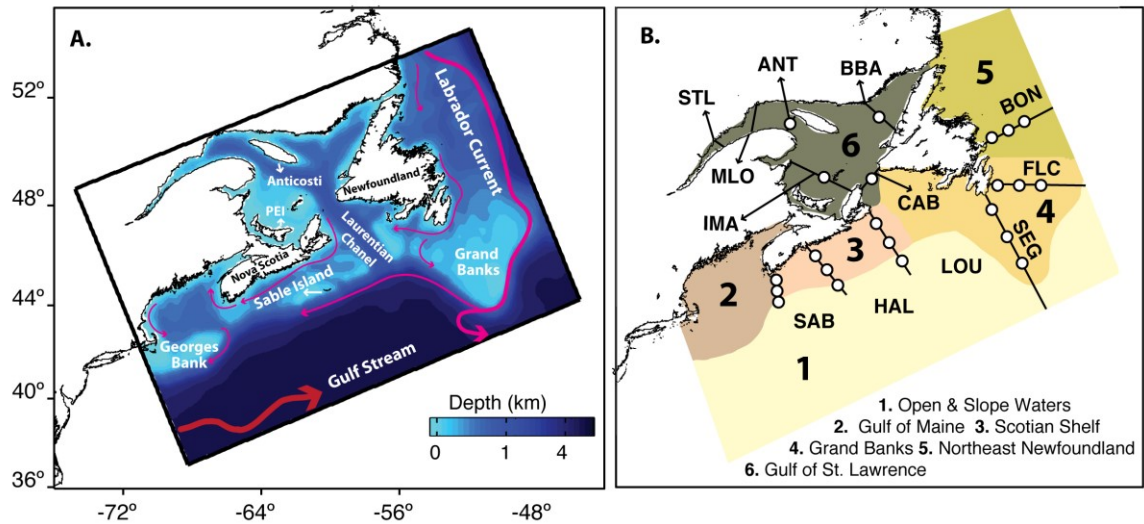 A.
52°
48°
44°
40°
36°
-72°
-64°
-56°
-48°
Labrador Current
Anticosti
Newfoundland
PEI
Laurentian
Chanel
Nova Scotia
Grand
Banks
Sable Island
Georges
Bank
Gulf Stream
Depth (km)
0 1 4
B.
ANT
BBA
5
STL
BON
6
MLO
FLC
CAB
4
IMA
SEG
3
LOU
2
HAL
SAB
1
1. Open & Slope Waters
2. Gulf of Maine 3. Scotian Shelf
4. Grand Banks 5. Northeast Newfoundland
6. Gulf of St. Lawrence